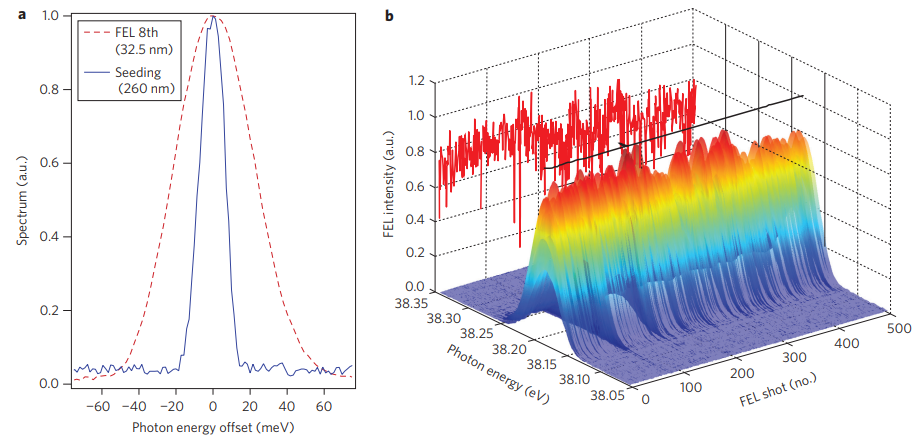 a
1.0
0.8
0.6
0.4
0.2
0.0
Spectrum (a.u.)
FEL 8th
(32.5 nm)
Seeding
(260 nm)
−60 −40 −20 0 20 40 60
Photon energy offset (meV)
b
1.2
1.0
0.8
0.6
0.4
0.2
0.0
FEL intensity (a.u.)
38.35
38.30
38.25
38.20
38.15
38.10
38.05
Photon energy (eV)
0
100
200
300
400
500
FEL shot (no.)